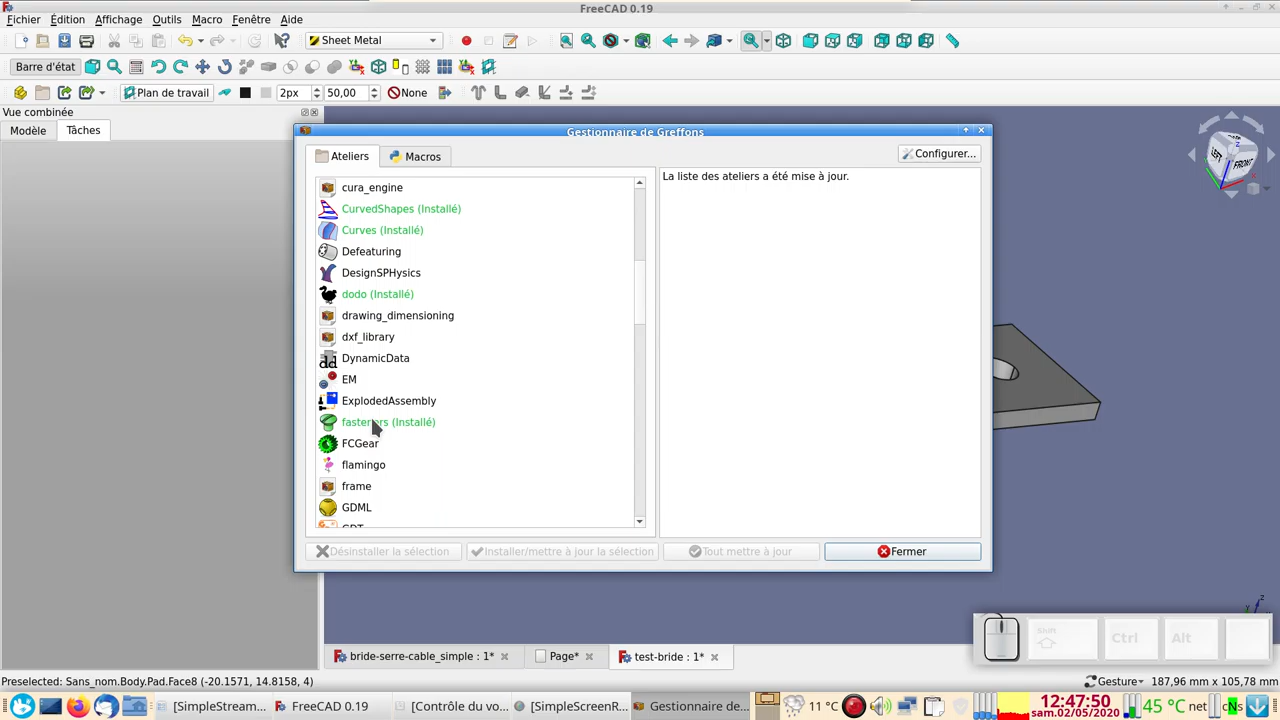 FreeCAD 0.19
Fichier Édition Affichage Outils Macro Fenêtre Aide
Sheet Metal
Barre d'état
Plan de travail 2px 50,00 None
Vue combinée
Modèle Tâches
Gestionnaire de Greffons
Ateliers Macros Configurer...
La liste des ateliers a été mise à jour.
cura_engine
CurvedShapes (Installé)
Curves (Installé)
Defeaturing
DesignSPHysics
dodo (Installé)
drawing_dimensioning
dxf_library
DynamicData
EM
ExplodedAssembly
fasteners (Installé)
FCGear
flamingo
frame
GDML
GDT
Désinstaller la sélection Installer/mettre à jour la sélection Tout mettre à jour Fermer
LEFT FRONT
Shift Ctrl Alt
bride-serre-cable_simple : 1* Page* test-bride : 1*
Preselected: Sans_nom.Body.Pad.Face8 (-20.1571, 14.8158, 4) Gesture 187,96 mm x 105,78 mm
[SimpleStream... FreeCAD 0.19 [Contrôle du vo... [SimpleScreenR... Gestionnaire de... 11 °C 12:47:50 45 °C net cNs
sam.02/05/2020